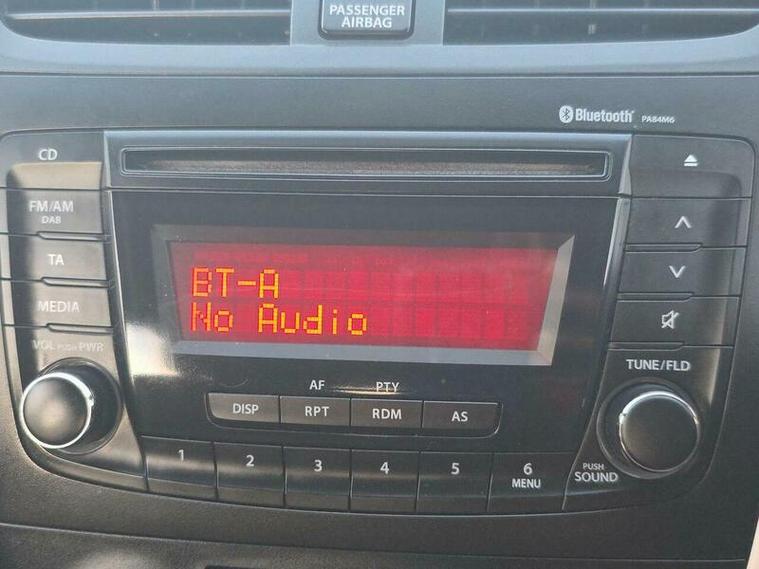 PASSENGER
AIRBAG
Bluetooth PA84M6
CD
FM/AM
DAB
TA
MEDIA
VOL PUSH PWR
BT-A
No Audio
TUNE/FLD
AF PTY
DISP RPT RDM AS
1 2 3 4 5 6
MENU
PUSH
SOUND